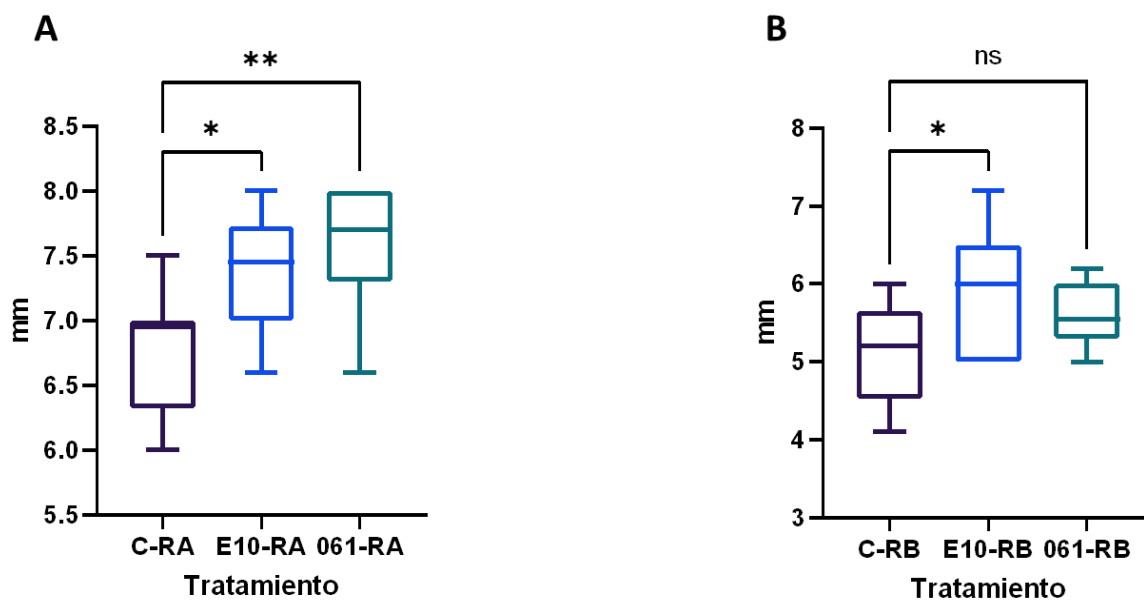 A
**
*
8.5
8.0
7.5
7.0
6.5
6.0
5.5
mm
C-RA E10-RA 061-RA
Tratamiento
B
ns
*
8
7
6
5
4
3
mm
C-RB E10-RB 061-RB
Tratamiento